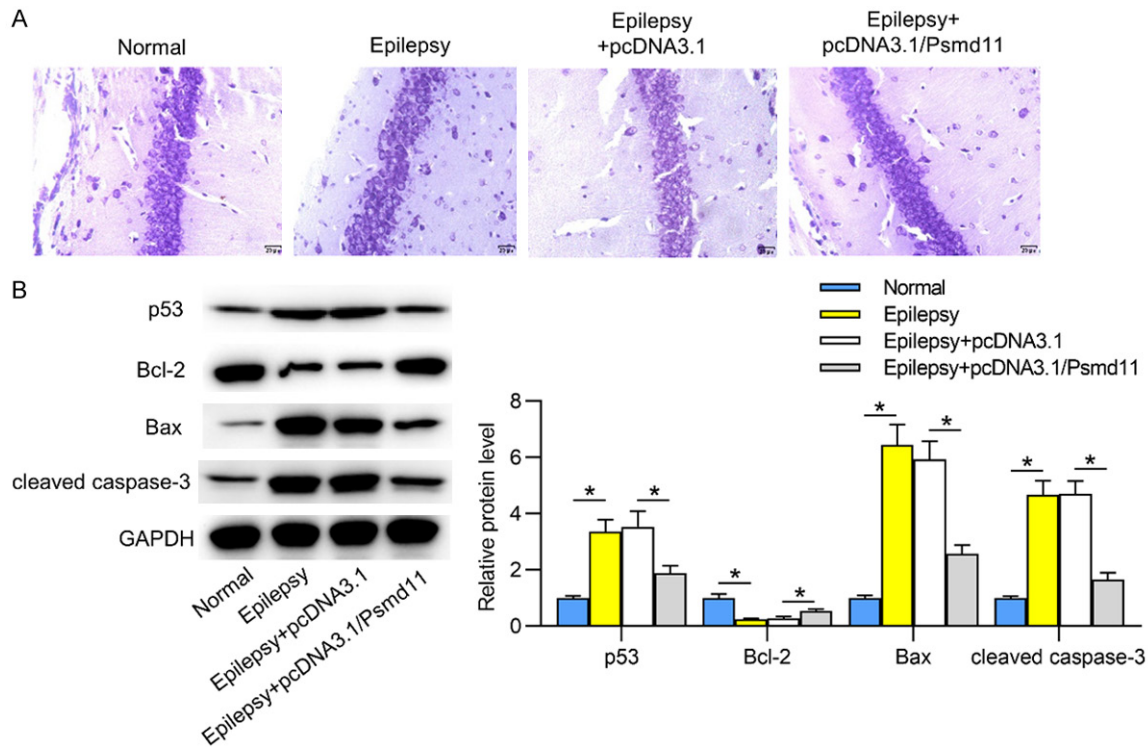 A
Normal
Epilepsy
Epilepsy
+pcDNA3.1
Epilepsy+
pcDNA3.1/Psmd11
B
p53
Bcl-2
Bax
cleaved caspase-3
GAPDH
Normal
Epilepsy
Epilepsy+pcDNA3.1
Epilepsy+pcDNA3.1/Psmd11
Normal
Epilepsy
Epilepsy+pcDNA3.1
Epilepsy+pcDNA3.1/Psmd11
Relative protein level
8
6
4
2
0
* * * * * * * *
p53 Bcl-2 Bax cleaved caspase-3